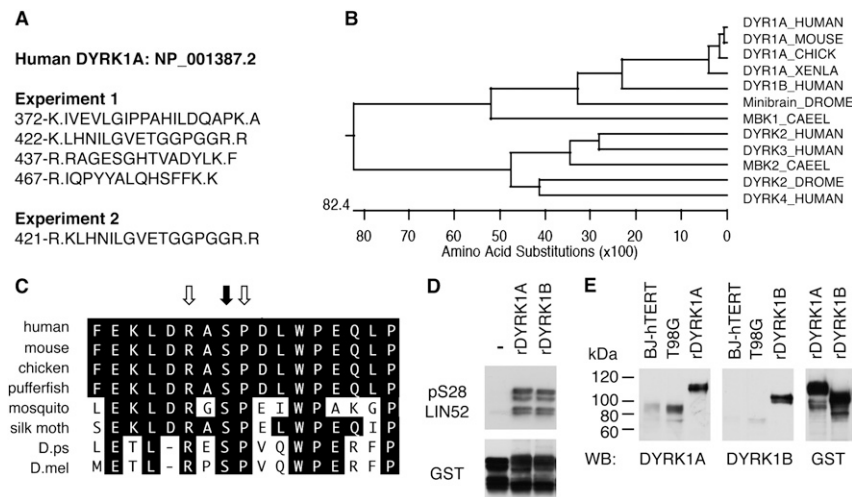 A
Human DYRK1A: NP_001387.2
Experiment 1
372-K.IVEVLGIPPAHILDQAPK.A
422-K.LHNILGVETGGPGGR.R
437-R.RAGESGHTVADYLK.F
467-R.IQPYYALQHSFFK.K
Experiment 2
421-R.KLHNILGVETGGPGGR.R
B
DYR1A_HUMAN
DYR1A_MOUSE
DYR1A_CHICK
DYR1A_XENLA
DYR1B_HUMAN
Minibrain_DROME
MBK1_CAEEL
DYRK2_HUMAN
DYRK3_HUMAN
MBK2_CAEEL
DYRK2_DROME
DYRK4_HUMAN
82.4
80 70 60 50 40 30 20 10 0
Amino Acid Substitutions (x100)
C
human F E K L D R A S P D L W P E Q L P
mouse F E K L D R A S P D L W P E Q L P
chicken F E K L D R A S P D L W P E Q L P
pufferfish F E K L D R A S P D L W P E Q L P
mosquito L E K L D R G S P E I W P A K G P
silk moth S E K L D R A S P E L W P E Q I P
D.ps L E T L - R E S P V Q W P E R F P
D.mel M E T L - R P S P V Q W P E R F P
D
- rDYRK1A rDYRK1B
pS28
LIN52
GST
E
BJ-hTERT T98G rDYRK1A BJ-hTERT T98G rDYRK1B rDYRK1A rDYRK1B
kDa
120
100
80
60
WB: DYRK1A DYRK1B GST